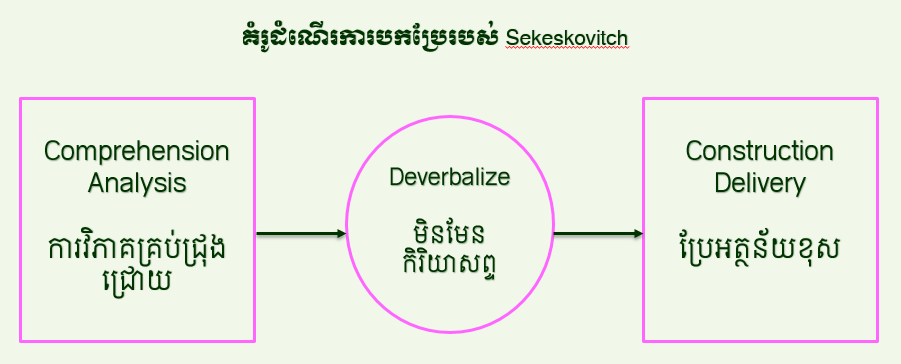 គំរូដំណើរការបកប្រែរបស់ Sekeskovitch
Comprehension
Analysis
ការវិភាគគ្រប់ជ្រុង
ជ្រោយ
Deverbalize
មិនមែន
កិរិយាសព្ទ
Construction
Delivery
ប្រែអត្ថន័យខុស